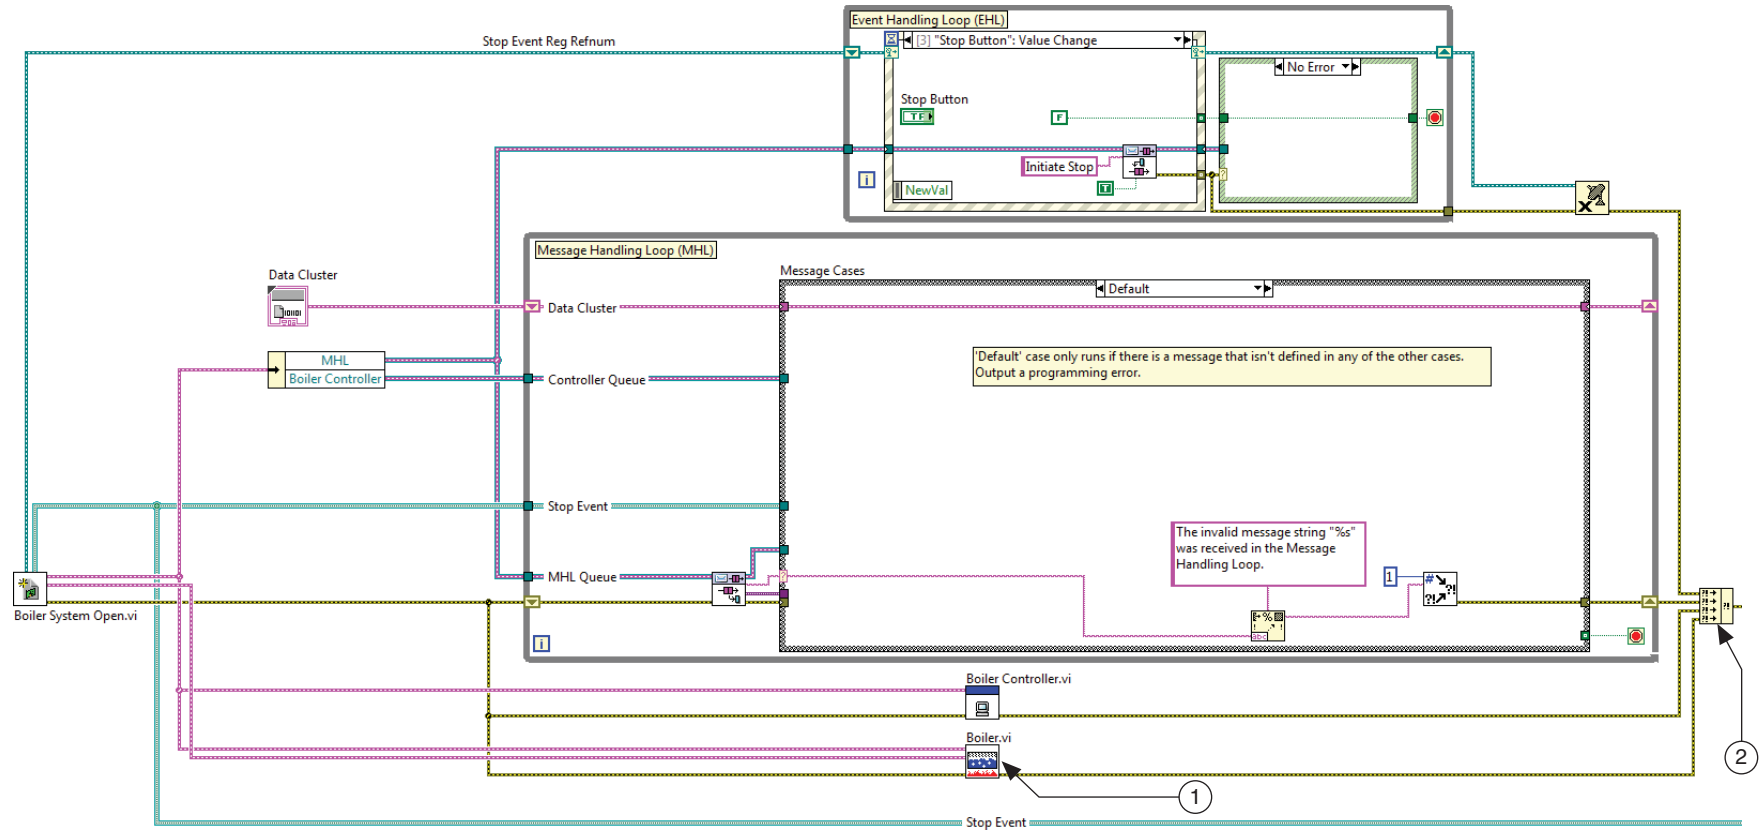 Event Handling Loop (EHL)
Stop Event Reg Refnum
[3] "Stop Button": Value Change
No Error
Stop Button
TF
F
Initiate Stop
T
?
i
NewVal
Message Handling Loop (MHL)
Data Cluster
Message Cases
Default
Data Cluster
'Default' case only runs if there is a message that isn't defined in any of the other cases.
Output a programming error.
MHL
Boiler Controller
Controller Queue
Stop Event
The invalid message string "%s"
was received in the Message
Handling Loop.
MHL Queue
?
1
Boiler System Open.vi
abc
i
Boiler Controller.vi
Boiler.vi
2
1
Stop Event